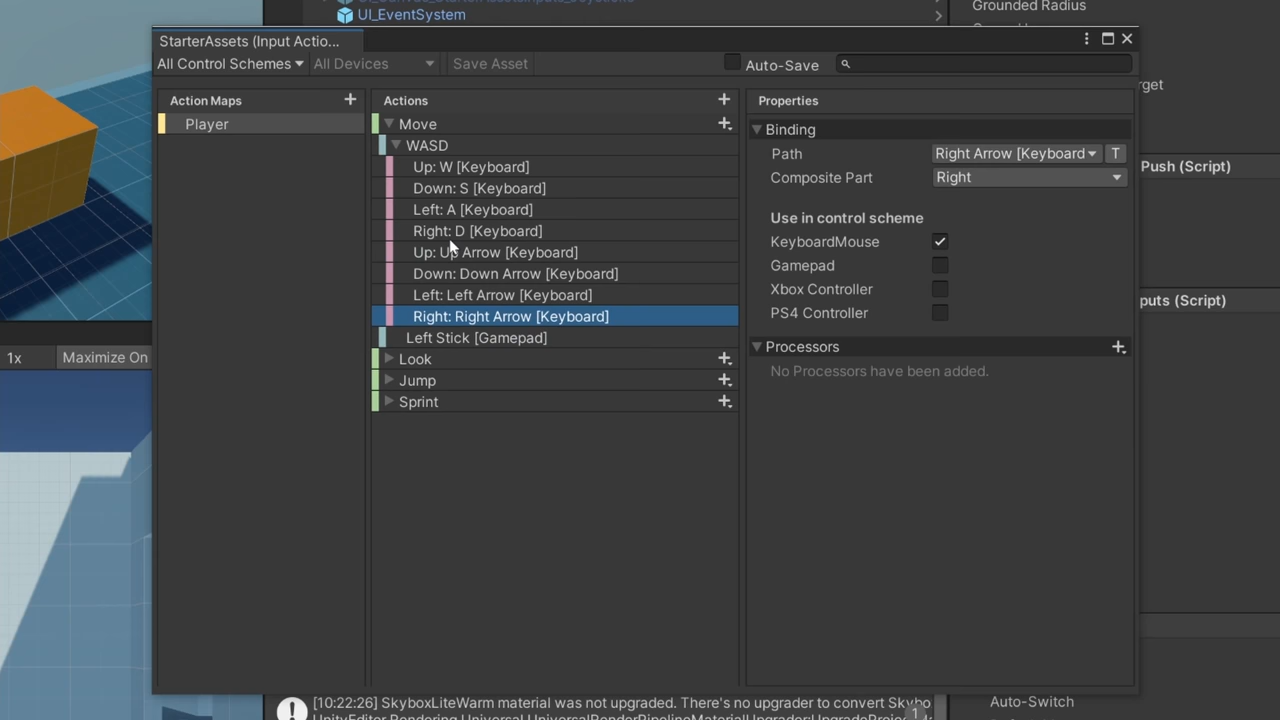 UI_EventSystem
Grounded Radius
StarterAssets (Input Actio...
All Control Schemes
All Devices
Save Asset
Auto-Save
Action Maps
Actions
Properties
Player
Move
WASD
Up: W [Keyboard]
Down: S [Keyboard]
Left: A [Keyboard]
Right: D [Keyboard]
Up: Up Arrow [Keyboard]
Down: Down Arrow [Keyboard]
Left: Left Arrow [Keyboard]
Right: Right Arrow [Keyboard]
Left Stick [Gamepad]
Look
Jump
Sprint
Binding
Path
Right Arrow [Keyboard
T
Composite Part
Right
Use in control scheme
KeyboardMouse
Gamepad
Xbox Controller
PS4 Controller
Processors
No Processors have been added.
Push (Script)
puts (Script)
1x
Maximize On
[10:22:26] SkyboxLiteWarm material was not upgraded. There's no upgrader to convert Skybo
1
Auto-Switch